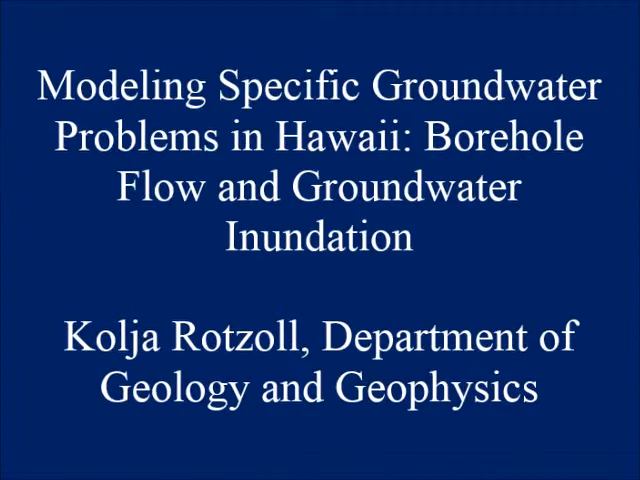 Modeling Specific Groundwater
Problems in Hawaii: Borehole
Flow and Groundwater
Inundation
Kolja Rotzoll, Department of
Geology and Geophysics